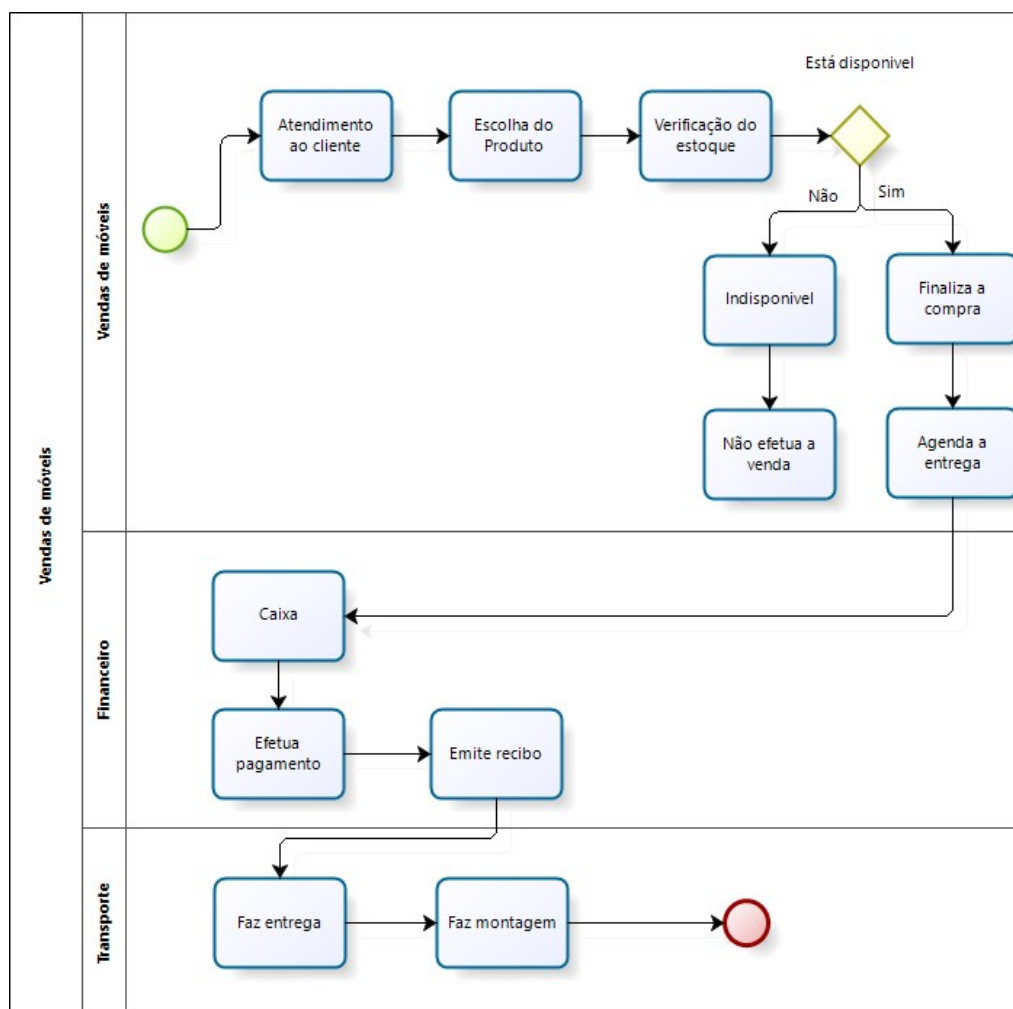 Vendas de móveis
Vendas de móveis
Está disponivel
Atendimento
ao cliente
Escolha do
Produto
Verificação do
estoque
Não
Sim
Indisponivel
Finaliza a
compra
Não efetua a
venda
Agenda a
entrega
Financeiro
Caixa
Efetua
pagamento
Emite recibo
Transporte
Faz entrega
Faz montagem